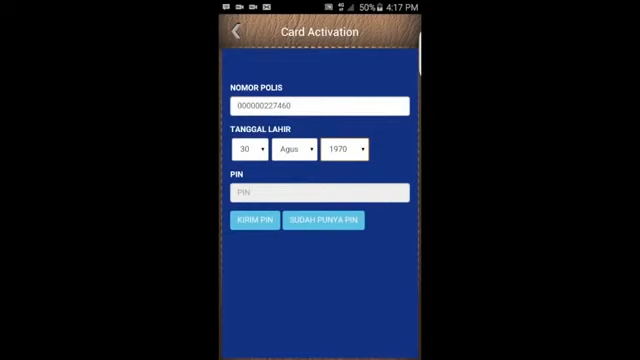 50% 4:17 PM
Card Activation
NOMOR POLIS
000000227460
TANGGAL LAHIR
30 Agus 1970
PIN
PIN
KIRIM PIN SUDAH PUNYA PIN